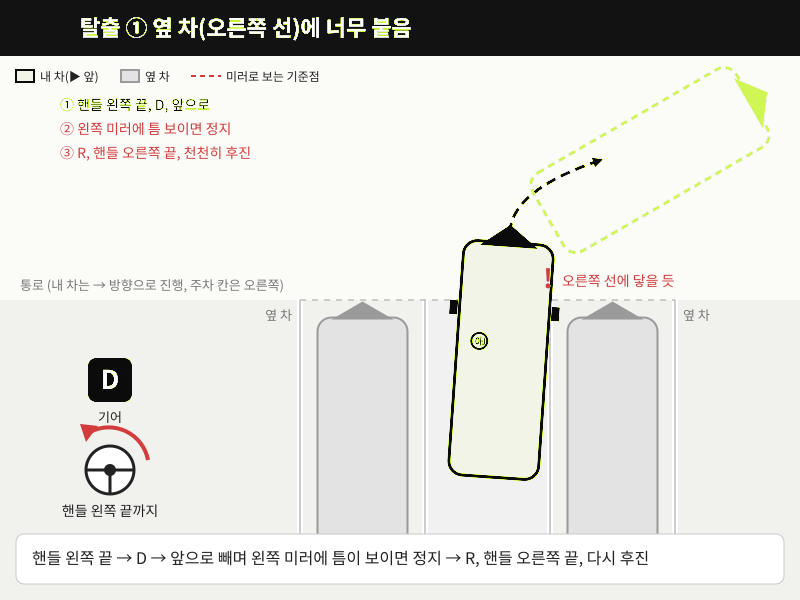 탈출 ① 옆 차(오른쪽 선)에 너무 붙음
내 차(▶ 앞)
옆 차
미러로 보는 기준점
① 핸들 왼쪽 끝, D, 앞으로
② 왼쪽 미러에 틈 보이면 정지
③ R, 핸들 오른쪽 끝, 천천히 후진
! 오른쪽 선에 닿을 듯
통로 (내 차는 → 방향으로 진행, 주차 칸은 오른쪽)
옆 차
옆 차
D
기어
핸들 왼쪽 끝까지
핸들 왼쪽 끝 → D → 앞으로 빼며 왼쪽 미러에 틈이 보이면 정지 → R, 핸들 오른쪽 끝, 다시 후진